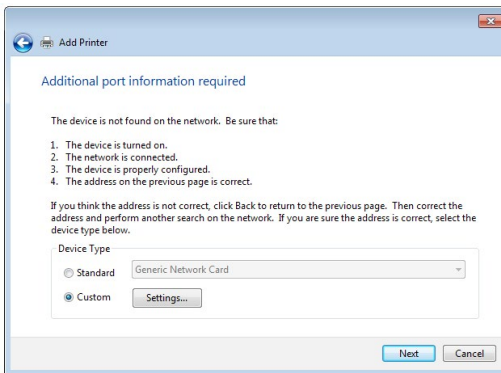 Add Printer
Additional port information required
The device is not found on the network. Be sure that:
1. The device is turned on.
2. The network is connected.
3. The device is properly configured.
4. The address on the previous page is correct.
If you think the address is not correct, click Back to return to the previous page. Then correct the
address and perform another search on the network. If you are sure the address is correct, select the
device type below.
Device Type
Standard Generic Network Card
Custom Settings...
Next Cancel